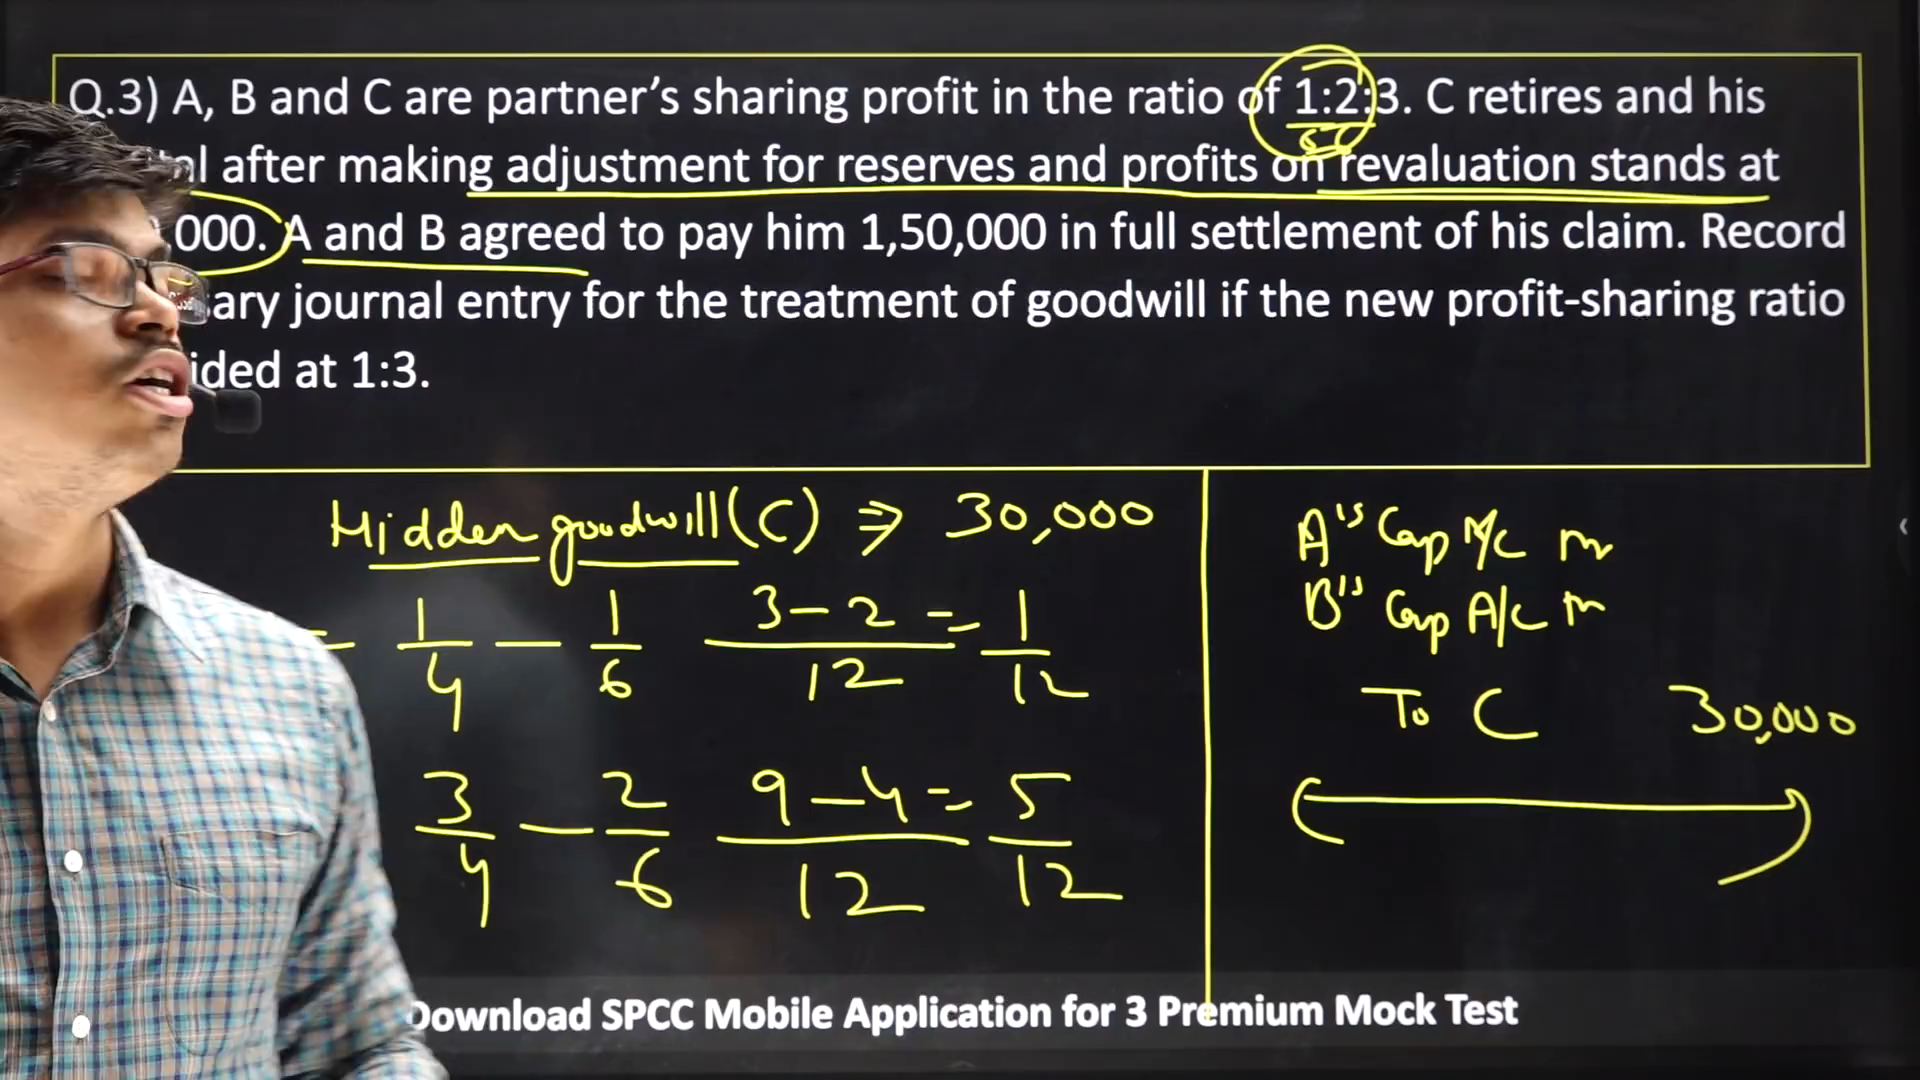 Q.3) A, B and C are partner’s sharing profit in the ratio of 1:2:3. C retires and his
after making adjustment for reserves and profits on revaluation stands at
,000. A and B agreed to pay him 1,50,000 in full settlement of his claim. Record
journal entry for the treatment of goodwill if the new profit-sharing ratio
at 1:3.
Hidden goodwill (C) ⇒ 30,000
1/4 — 1/6 3 — 2 / 12 = 1/12
3/4 — 2/6 9 — 4 / 12 = 5/12
A's Cap A/c Dr
B's Cap A/c Dr
To C 30,000
Download SPCC Mobile Application for 3 Premium Mock Test